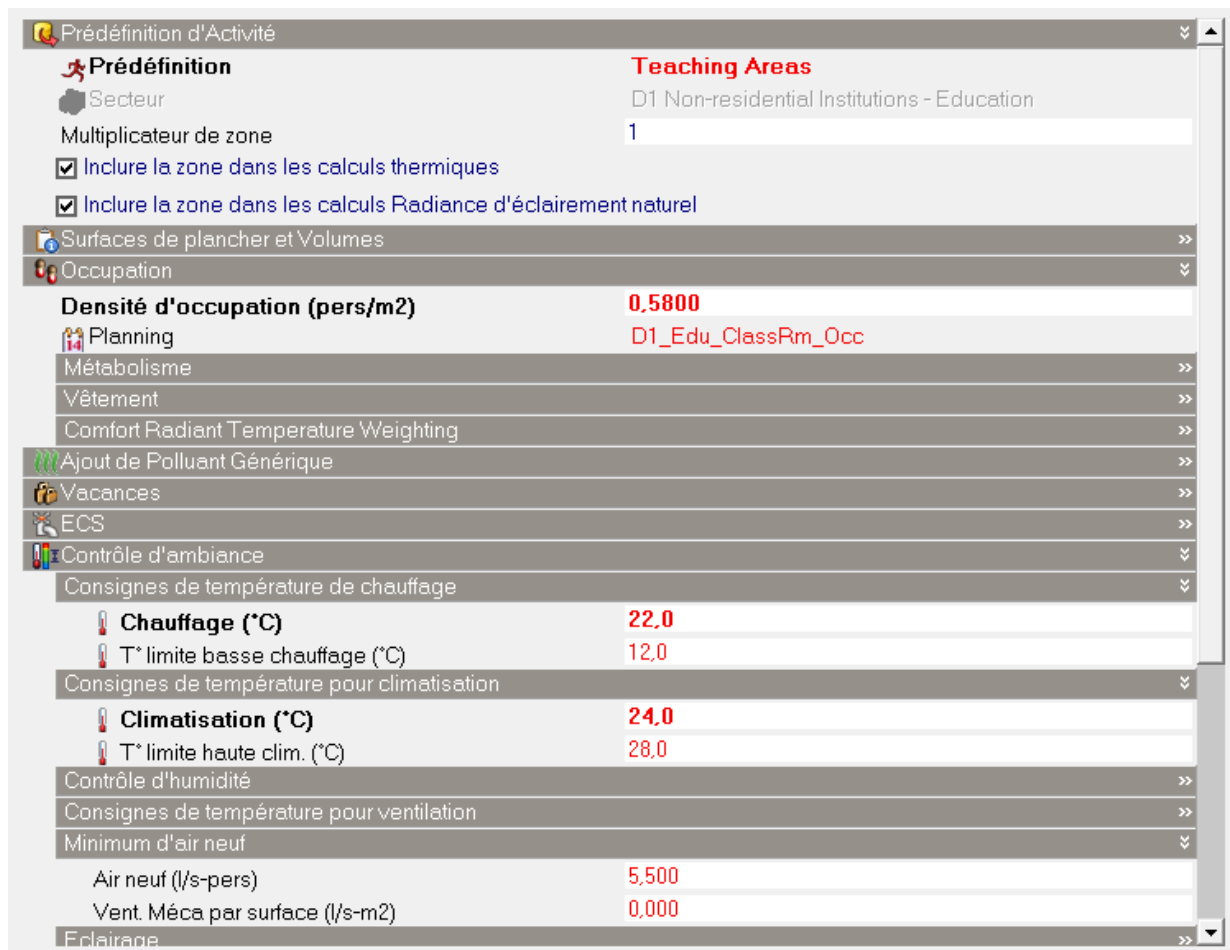 Prédéfinition d'Activité
Prédéfinition Teaching Areas
Secteur D1 Non-residential Institutions - Education
Multiplicateur de zone 1
Inclure la zone dans les calculs thermiques
Inclure la zone dans les calculs Radiance d'éclairement naturel
Surfaces de plancher et Volumes
Occupation
Densité d'occupation (pers/m2) 0,5800
Planning D1_Edu_ClassRm_Occ
Métabolisme
Vêtement
Comfort Radiant Temperature Weighting
Ajout de Polluant Générique
Vacances
ECS
Contrôle d'ambiance
Consignes de température de chauffage
Chauffage (°C) 22,0
T° limite basse chauffage (°C) 12,0
Consignes de température pour climatisation
Climatisation (°C) 24,0
T° limite haute clim. (°C) 28,0
Contrôle d'humidité
Consignes de température pour ventilation
Minimum d'air neuf
Air neuf (l/s-pers) 5,500
Vent. Méca par surface (l/s-m2) 0,000
Eclairage